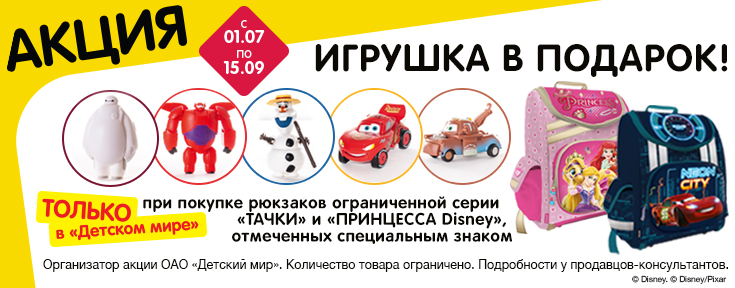 АКЦИЯ
с
01.07
по
15.09
ИГРУШКА В ПОДАРОК!
Princess
NEON
CITY
ТОЛЬКО
в «Детском мире»
при покупке рюкзаков ограниченной серии
«ТАЧКИ» и «ПРИНЦЕССА Disney»,
отмеченных специальным знаком
Организатор акции ОАО «Детский мир». Количество товара ограничено. Подробности у продавцов-консультантов.
© Disney. © Disney/Pixar